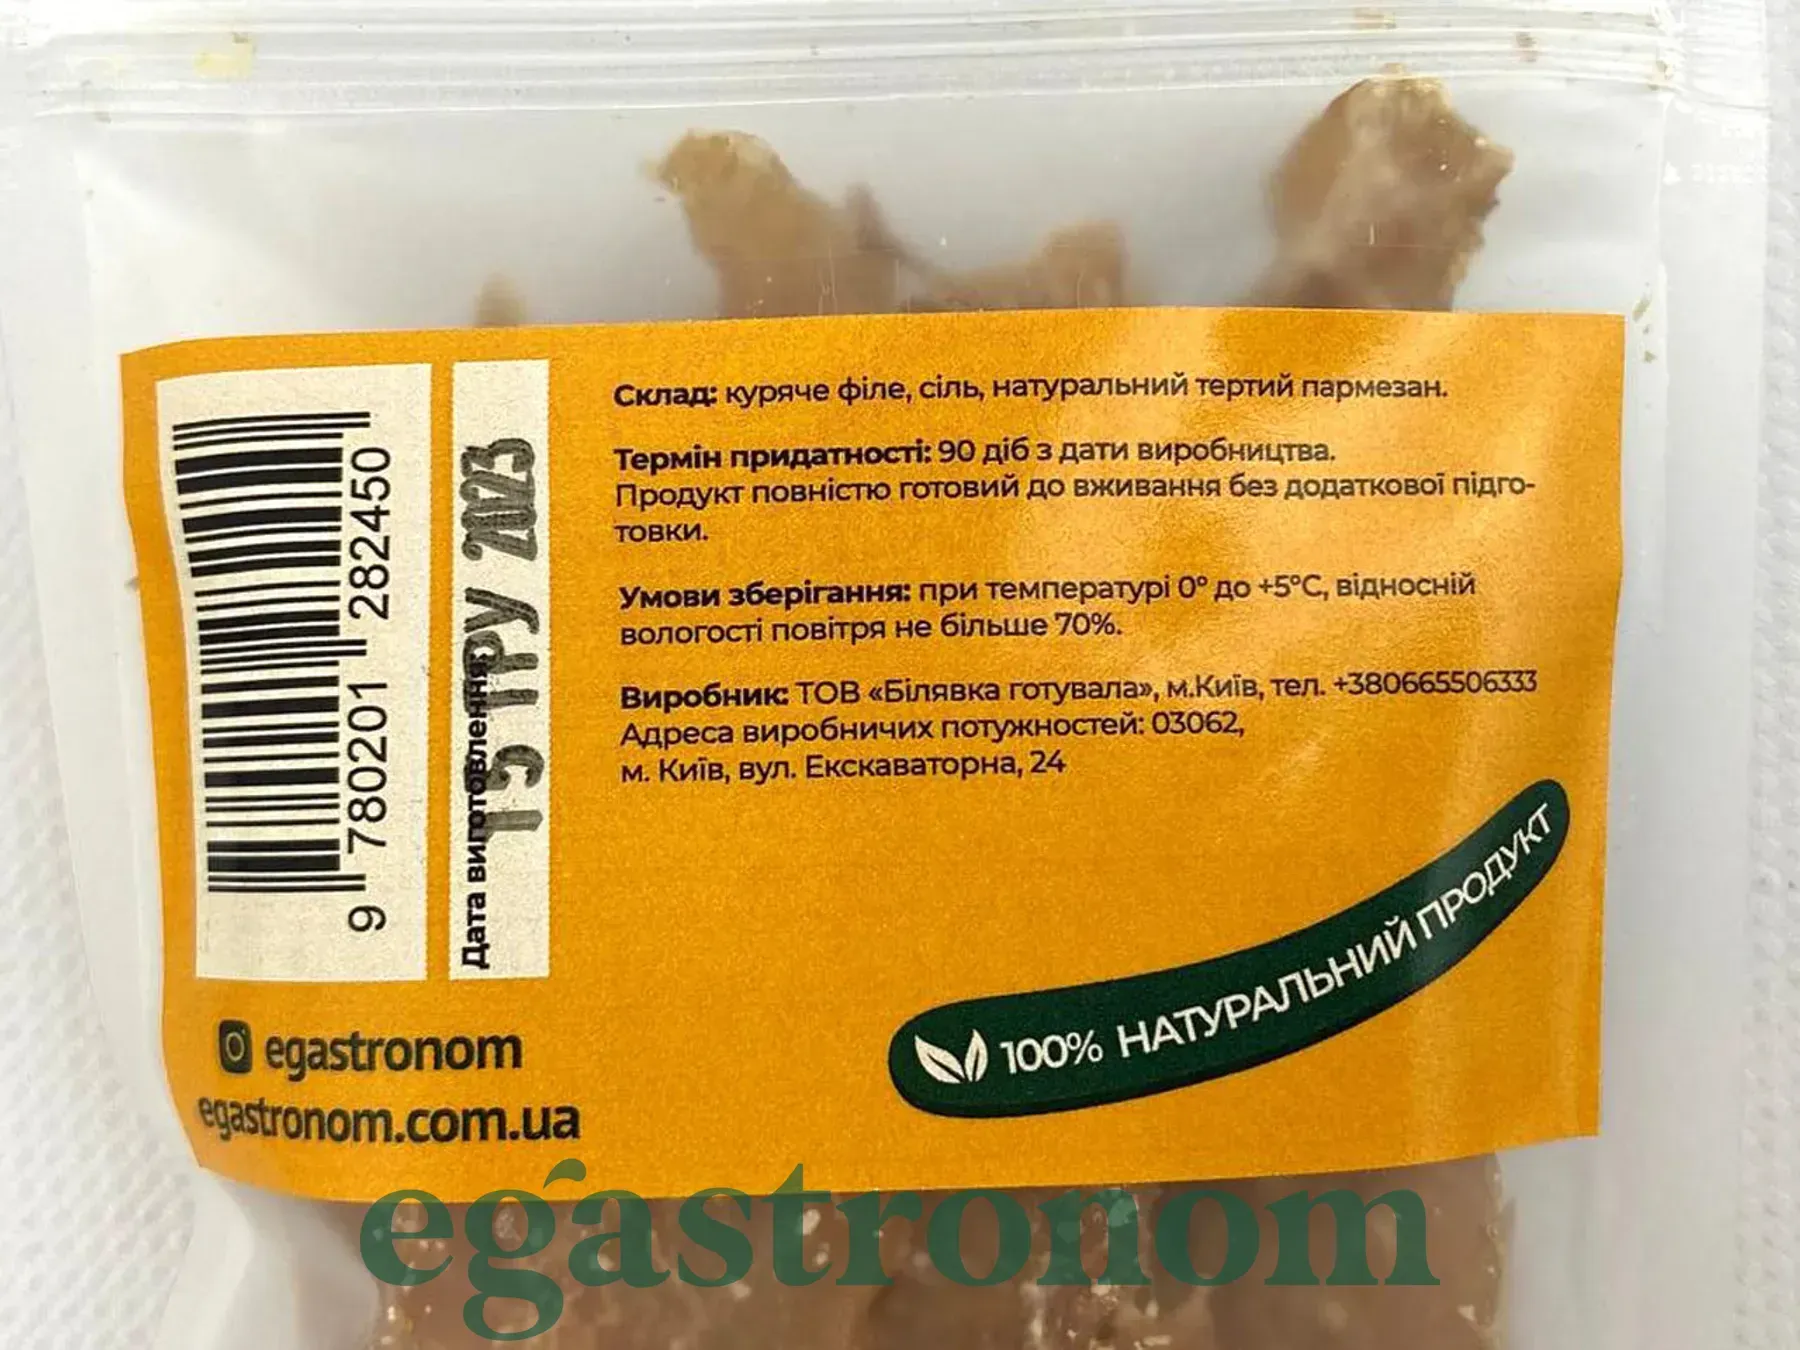 Склад: куряче філе, сіль, натуральний тертий пармезан.
Термін придатності: 90 діб з дати виробництва.
Продукт повністю готовий до вживання без додаткової підго-
товки.
Умови зберігання: при температурі 0° до +5°C, відносній
вологості повітря не більше 70%.
Виробник: ТОВ «Білявка готувала», м.Київ, тел. +380665506333
Адреса виробничих потужностей: 03062,
м. Київ, вул. Екскаваторна, 24
9 780201 282450
Дата виготовлення
15 ТРУ 2023
egastronom
egastronom.com.ua
100% НАТУРАЛЬНИЙ ПРОДУКТ
egastronom